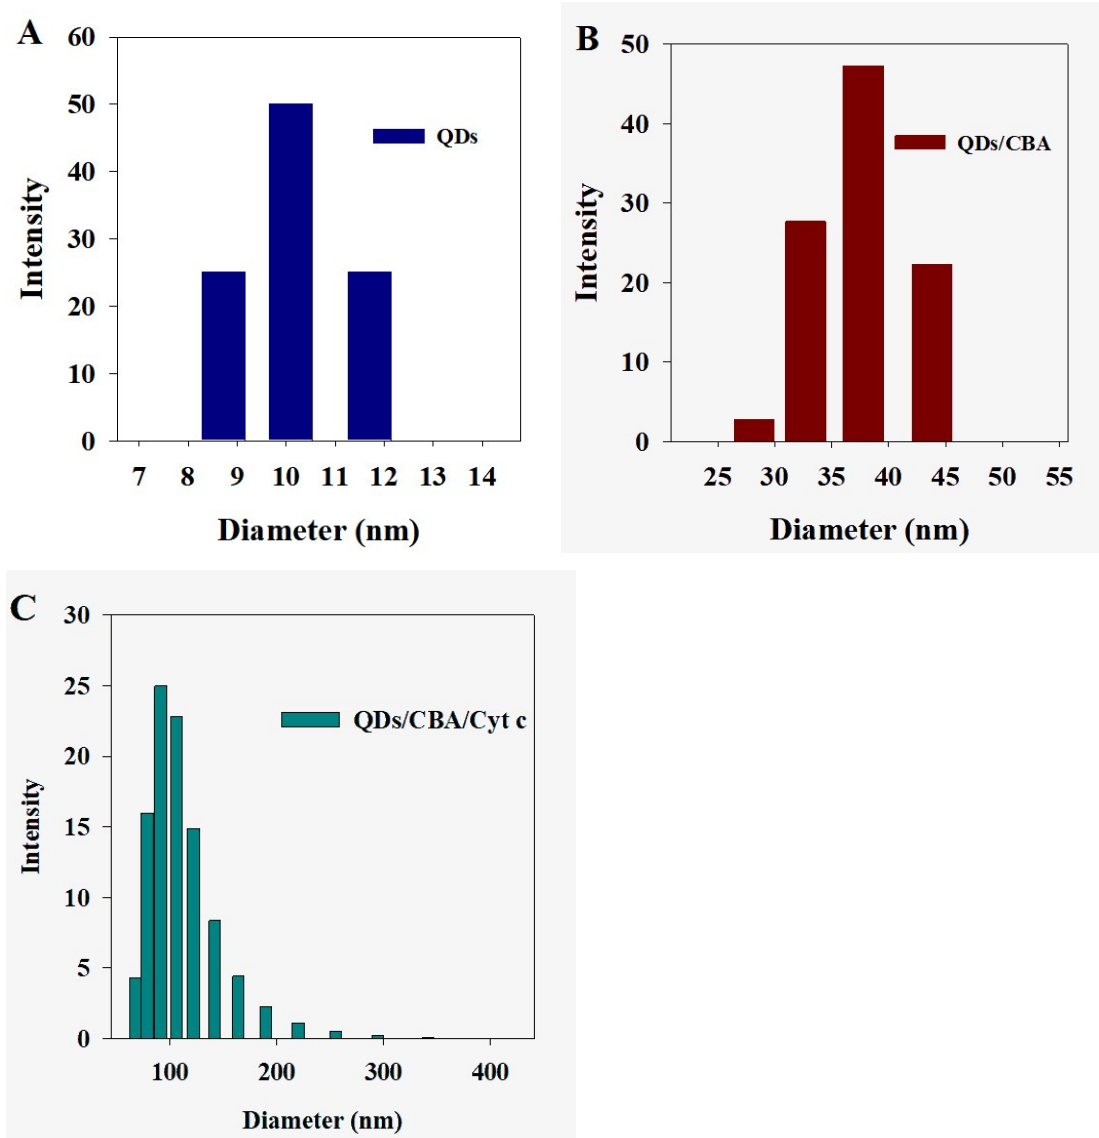 A
60
50
40
30
20
10
0
Intensity
QDs
7 8 9 10 11 12 13 14
Diameter (nm)
B
50
40
30
20
10
0
Intensity
QDs/CBA
25 30 35 40 45 50 55
Diameter (nm)
C
30
25
20
15
10
5
0
Intensity
QDs/CBA/Cyt c
100 200 300 400
Diameter (nm)